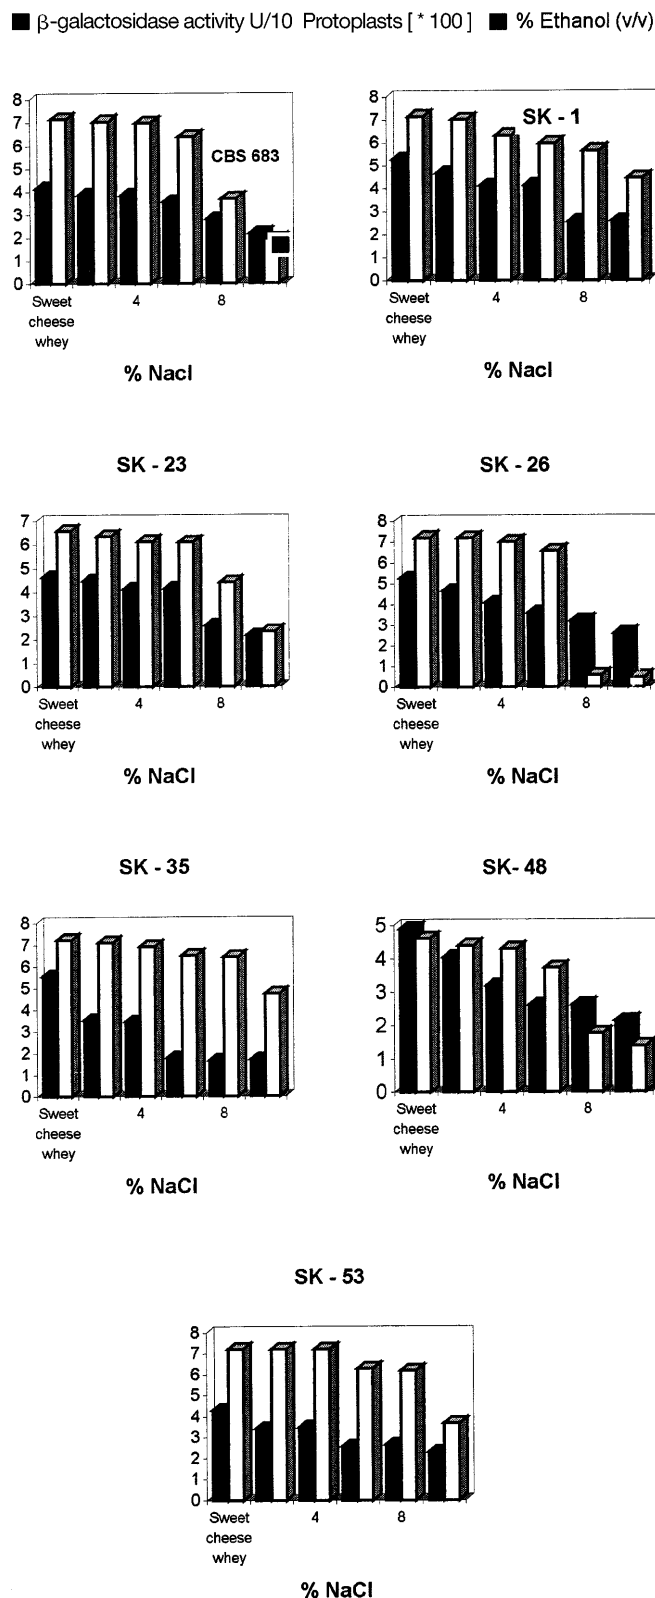 β-galactosidase activity U/10 Protoplasts [ * 100 ] % Ethanol (v/v)
8
7
6
5
4
3
2
1
0
CBS 683
Sweet cheese whey 4 8
% Nacl
8
7
6
5
4
3
2
1
0
SK - 1
Sweet cheese whey 4 8
% Nacl
SK - 23
7
6
5
4
3
2
1
0
Sweet cheese whey 4 8
% NaCl
SK - 26
8
7
6
5
4
3
2
1
0
Sweet cheese whey 4 8
% NaCl
SK - 35
8
7
6
5
4
3
2
1
0
Sweet cheese whey 4 8
% NaCl
SK- 48
5
4
3
2
1
0
Sweet cheese whey 4 8
% NaCl
SK - 53
8
7
6
5
4
3
2
1
0
Sweet cheese whey 4 8
% NaCl